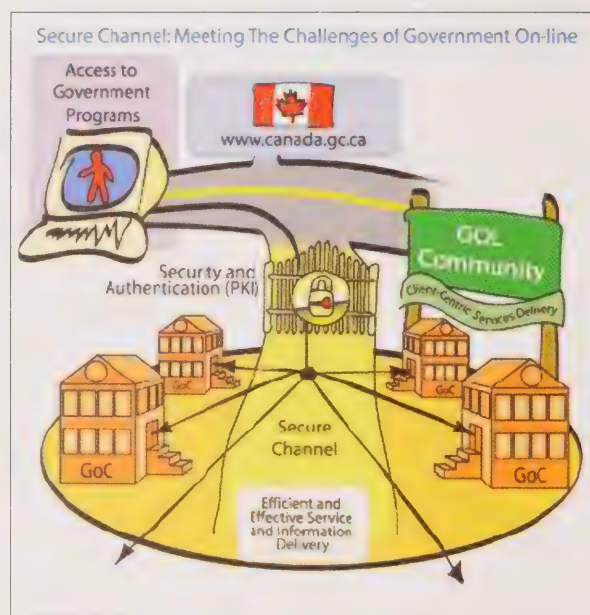 Secure Channel: Meeting The Challenges of Government On-line
Access to
Government
Programs
www.canada.gc.ca
GOL
Community
Client-Centric Services Delivery
Security and
Authentication (PKI)
GoC
GoC
GoC
GoC
Secure
Channel
Efficient and
Effective Service
and Information
Delivery